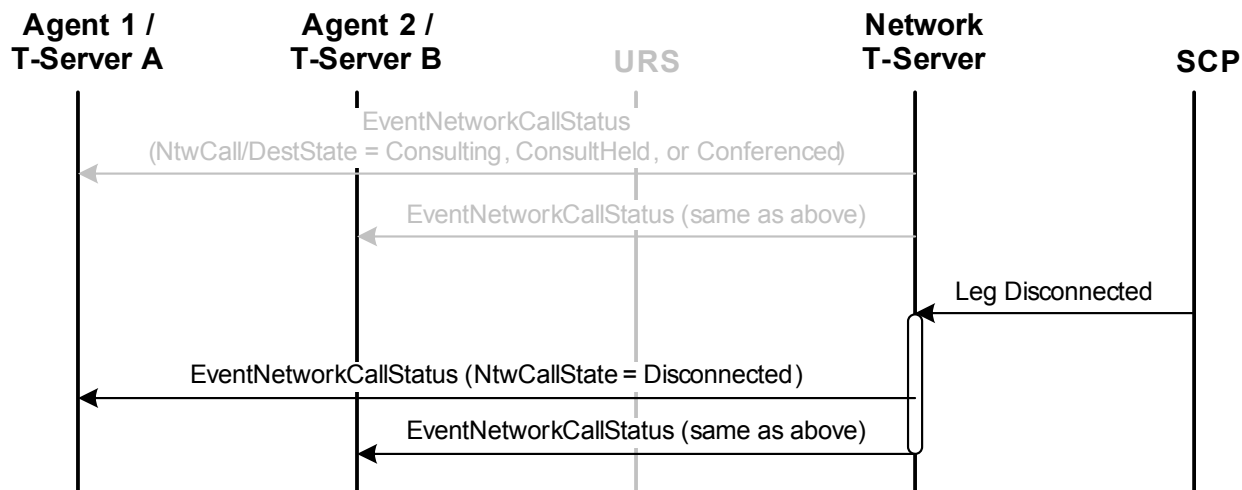 Agent 1 /
T-Server A
Agent 2 /
T-Server B
URS
Network
T-Server
SCP
EventNetworkCallStatus
(NtwCall/DestState = Consulting, ConsultHeld, or Conferenced)
EventNetworkCallStatus (same as above)
Leg Disconnected
EventNetworkCallStatus (NtwCallState = Disconnected)
EventNetworkCallStatus (same as above)